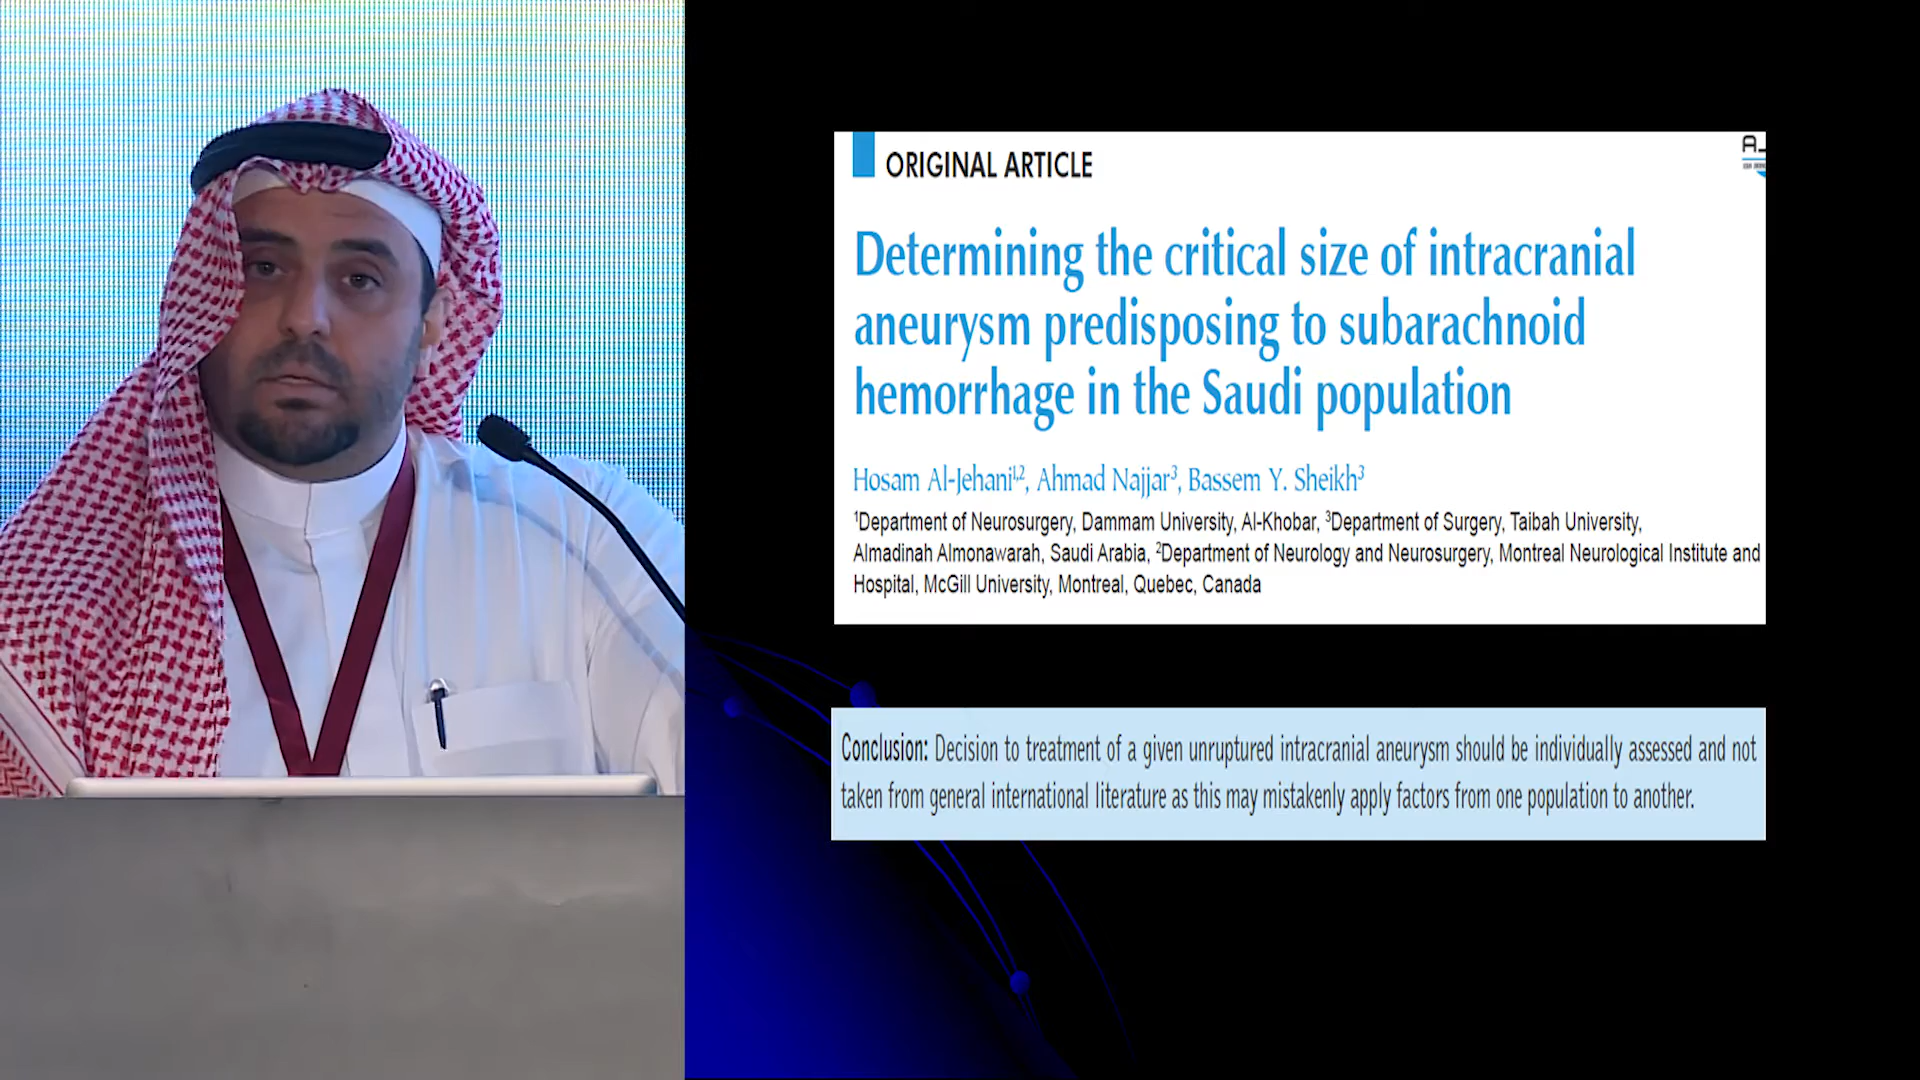 ORIGINAL ARTICLE
Determining the critical size of intracranial
aneurysm predisposing to subarachnoid
hemorrhage in the Saudi population
Hosam Al-Jehani¹,², Ahmad Najjar³, Bassem Y. Sheikh³
¹Department of Neurosurgery, Dammam University, Al-Khobar, ³Department of Surgery, Taibah University,
Almadinah Almonawarah, Saudi Arabia, ²Department of Neurology and Neurosurgery, Montreal Neurological Institute and
Hospital, McGill University, Montreal, Quebec, Canada
Conclusion: Decision to treatment of a given unruptured intracranial aneurysm should be individually assessed and not
taken from general international literature as this may mistakenly apply factors from one population to another.